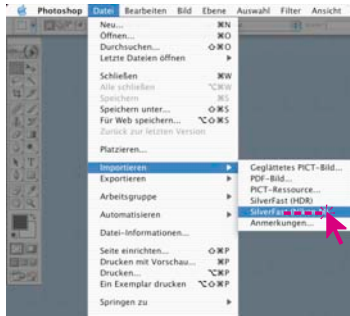 Photoshop Datei Bearbeiten Bild Ebene Auswahl Filter Ansicht
Neu... ⌘N
Öffnen... ⌘O
Durchsuchen... ⇧⌘O
Letzte Dateien öffnen ▶
Schließen ⌘W
Alle schließen ⌥⌘W
Speichern ⌘S
Speichern unter... ⇧⌘S
Für Web speichern... ⌥⇧⌘S
Zurück zur letzten Version
Platzieren...
Importieren ▶
Exportieren ▶
Arbeitsgruppe ▶
Automatisieren ▶
Datei-Informationen...
Seite einrichten... ⇧⌘P
Drucken mit Vorschau... ⌘P
Drucken... ⌥⌘P
Ein Exemplar drucken ⌥⇧⌘P
Springen zu ▶
Geglättetes PICT-Bild...
PDF-Bild...
PICT-Ressource...
SilverFast (HDR)
SilverFast
Anmerkungen...